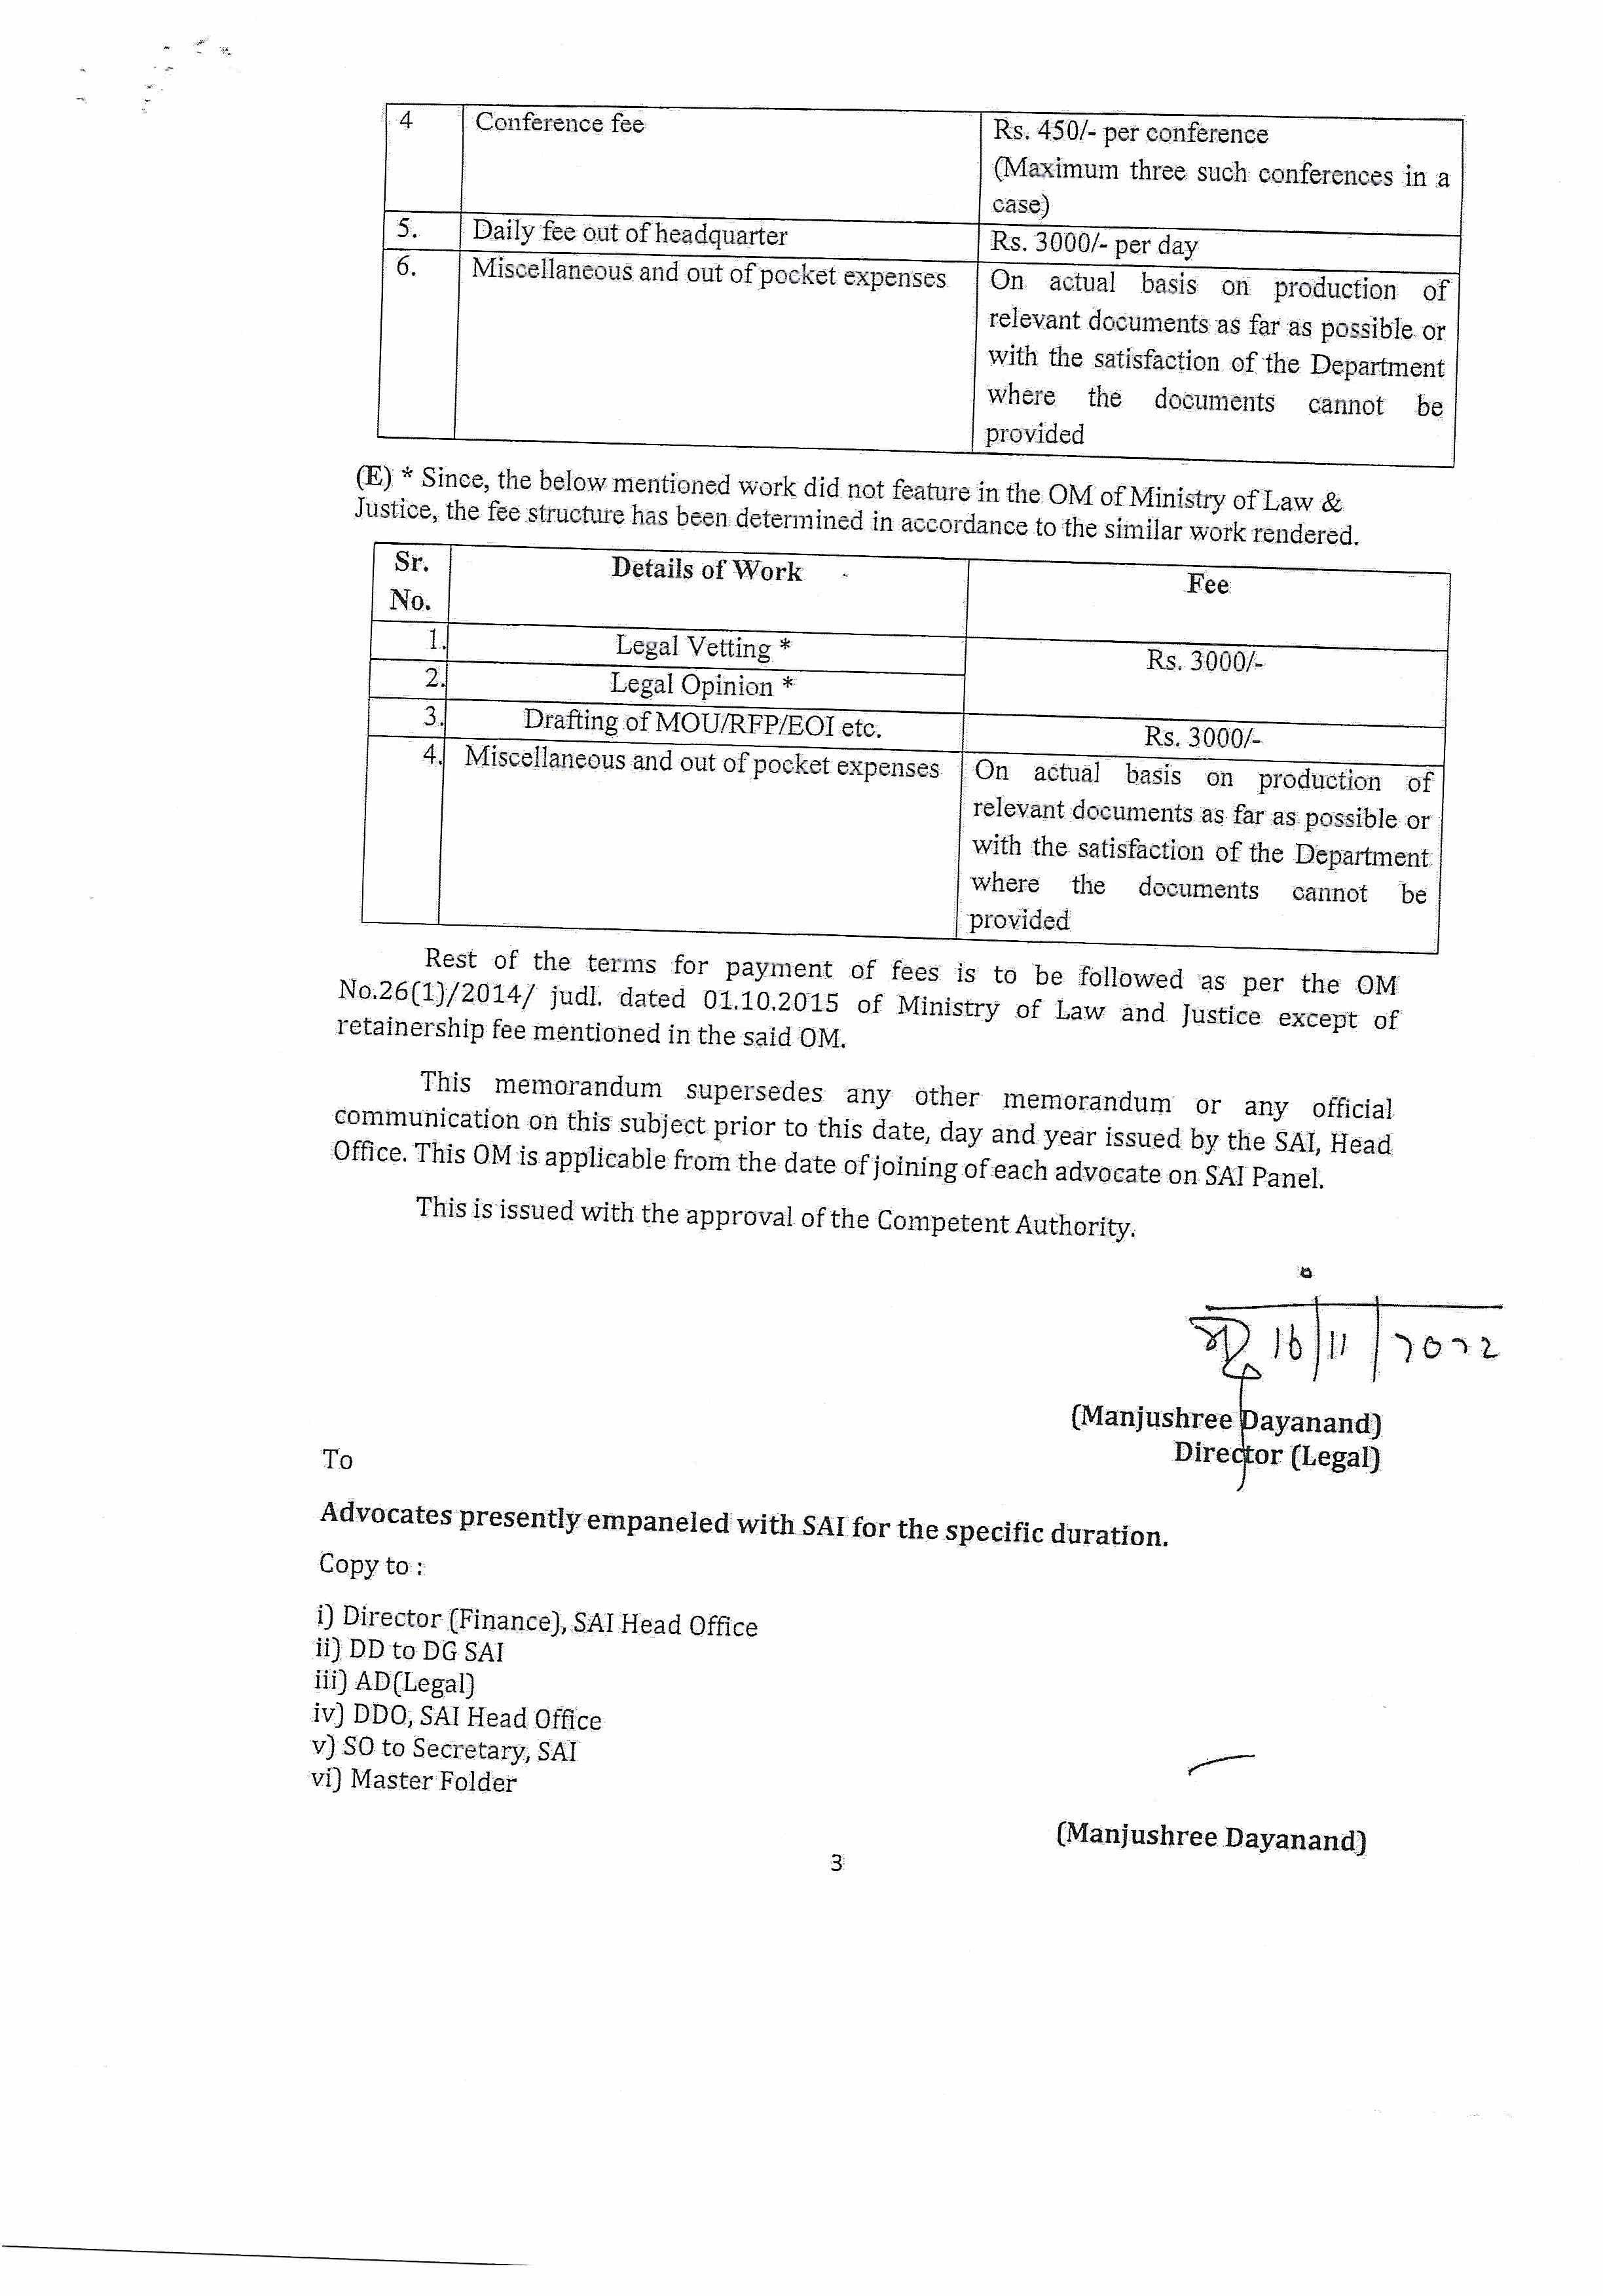 4 Conference fee Rs. 450/- per conference
(Maximum three such conferences in a
case)
5. Daily fee out of headquarter Rs. 3000/- per day
6. Miscellaneous and out of pocket expenses On actual basis on production of
relevant documents as far as possible or
with the satisfaction of the Department
where the documents cannot be
provided
(E) * Since, the below mentioned work did not feature in the OM of Ministry of Law &
Justice, the fee structure has been determined in accordance to the similar work rendered.
Sr. Details of Work Fee
No.
1. Legal Vetting * Rs. 3000/-
2. Legal Opinion *
3. Drafting of MOU/RFP/EOI etc. Rs. 3000/-
4. Miscellaneous and out of pocket expenses On actual basis on production of
relevant documents as far as possible or
with the satisfaction of the Department
where the documents cannot be
provided
Rest of the terms for payment of fees is to be followed as per the OM
No.26(1)/2014/ judl. dated 01.10.2015 of Ministry of Law and Justice except of
retainership fee mentioned in the said OM.
This memorandum supersedes any other memorandum or any official
communication on this subject prior to this date, day and year issued by the SAI, Head
Office. This OM is applicable from the date of joining of each advocate on SAI Panel.
This is issued with the approval of the Competent Authority.
16/11/2022
(Manjushree Dayanand)
Director (Legal)
To
Advocates presently empaneled with SAI for the specific duration.
Copy to :
i) Director (Finance), SAI Head Office
ii) DD to DG SAI
iii) AD(Legal)
iv) DDO, SAI Head Office
v) SO to Secretary, SAI
vi) Master Folder
(Manjushree Dayanand)
3